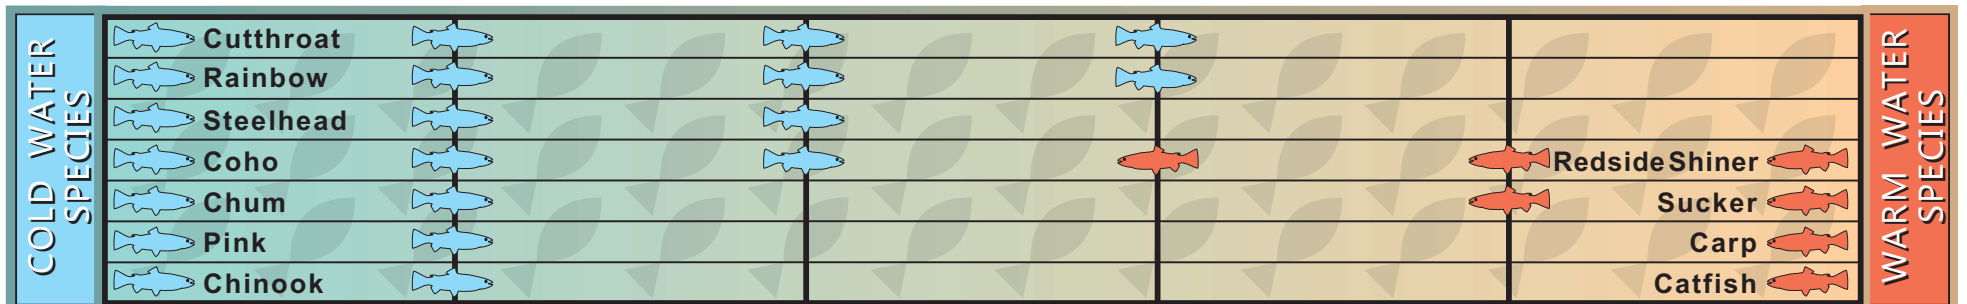 COLD WATER
SPECIES
Cutthroat
Rainbow
Steelhead
Coho
Redside Shiner
Chum
Sucker
Pink
Carp
Chinook
Catfish
WARM WATER
SPECIES